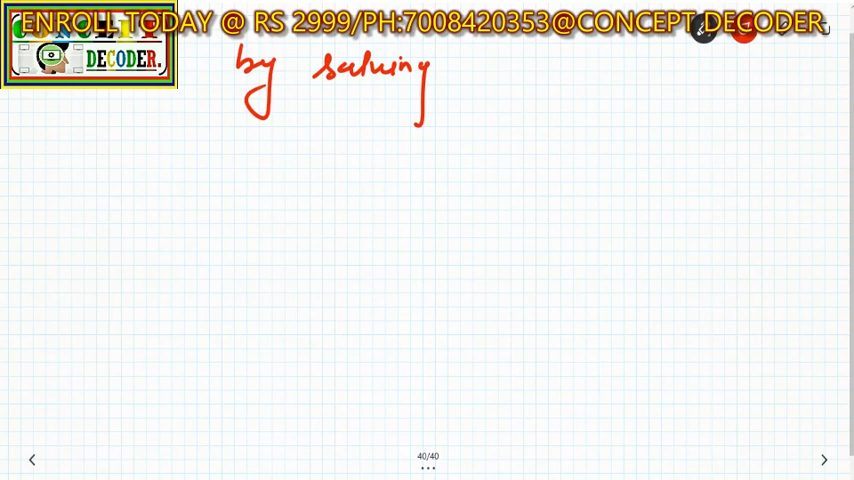 ENROLL TODAY @ RS 2999/PH:7008420353@CONCEPT DECODER.
DECODER.
by solving
40/40